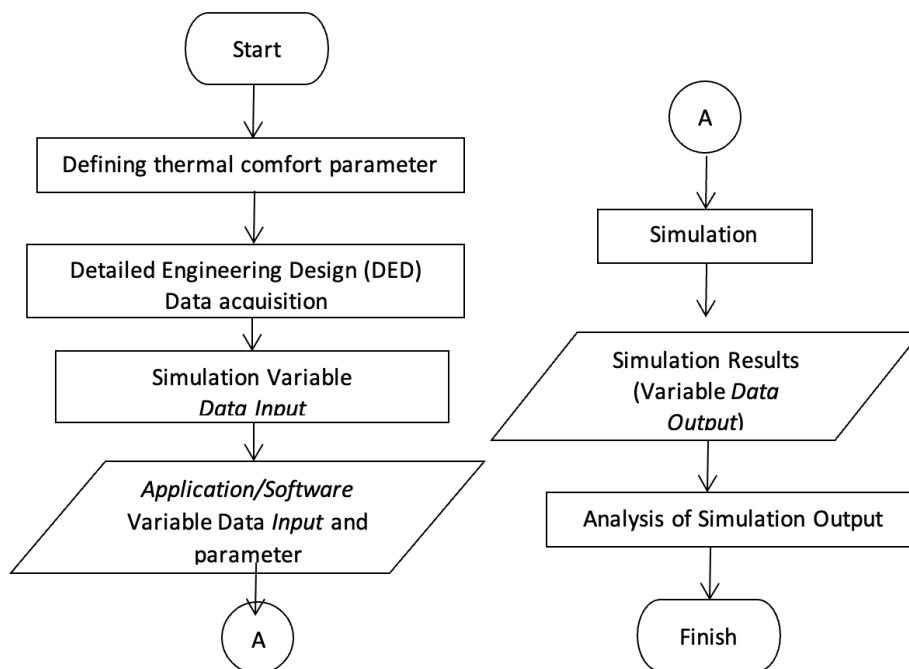 Start
Defining thermal comfort parameter
Detailed Engineering Design (DED)
Data acquisition
Simulation Variable
Data Input
Application/Software
Variable Data Input and
parameter
A
A
Simulation
Simulation Results
(Variable Data
Output)
Analysis of Simulation Output
Finish